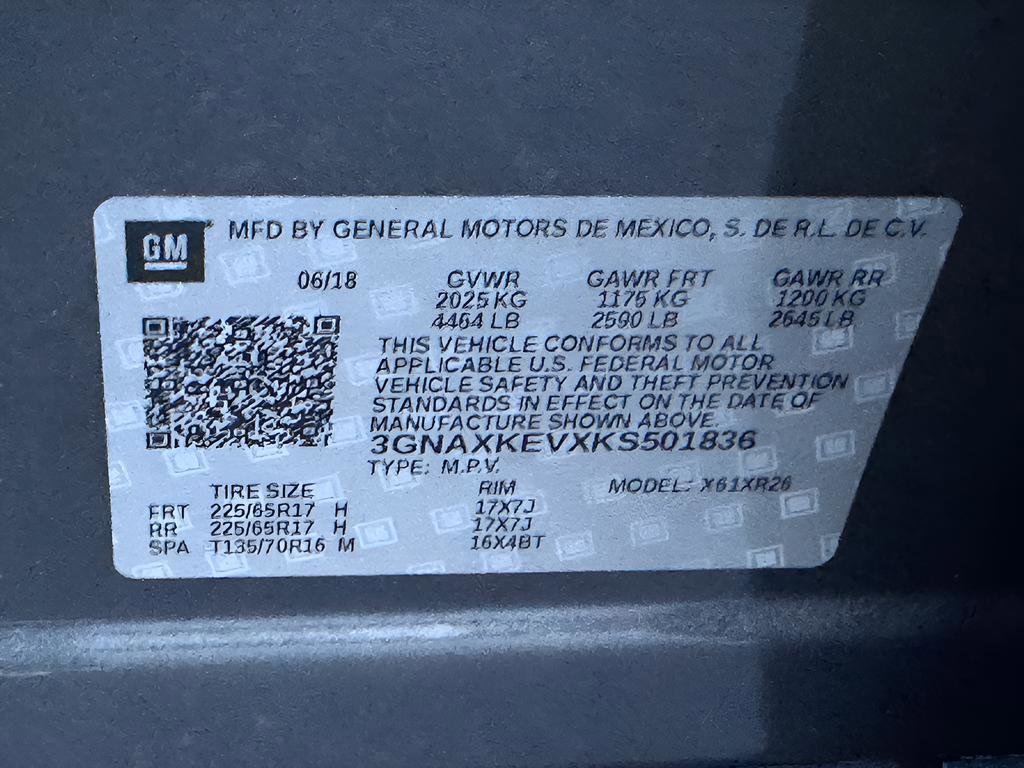 GM MFD BY GENERAL MOTORS DE MEXICO, S. DE R.L. DE C.V.
06/18 GVWR GAWR FRT GAWR RR
2025 KG 1175 KG 1200 KG
4464 LB 2590 LB 2645 LB
THIS VEHICLE CONFORMS TO ALL
APPLICABLE U.S. FEDERAL MOTOR
VEHICLE SAFETY AND THEFT PREVENTION
STANDARDS IN EFFECT ON THE DATE OF
MANUFACTURE SHOWN ABOVE.
3GNAXKEVXKS501836
TYPE: M.P.V.
TIRE SIZE RIM MODEL: X61XR26
FRT 225/65R17 H 17X7J
RR 225/65R17 H 17X7J
SPA T135/70R16 M 16X4BT